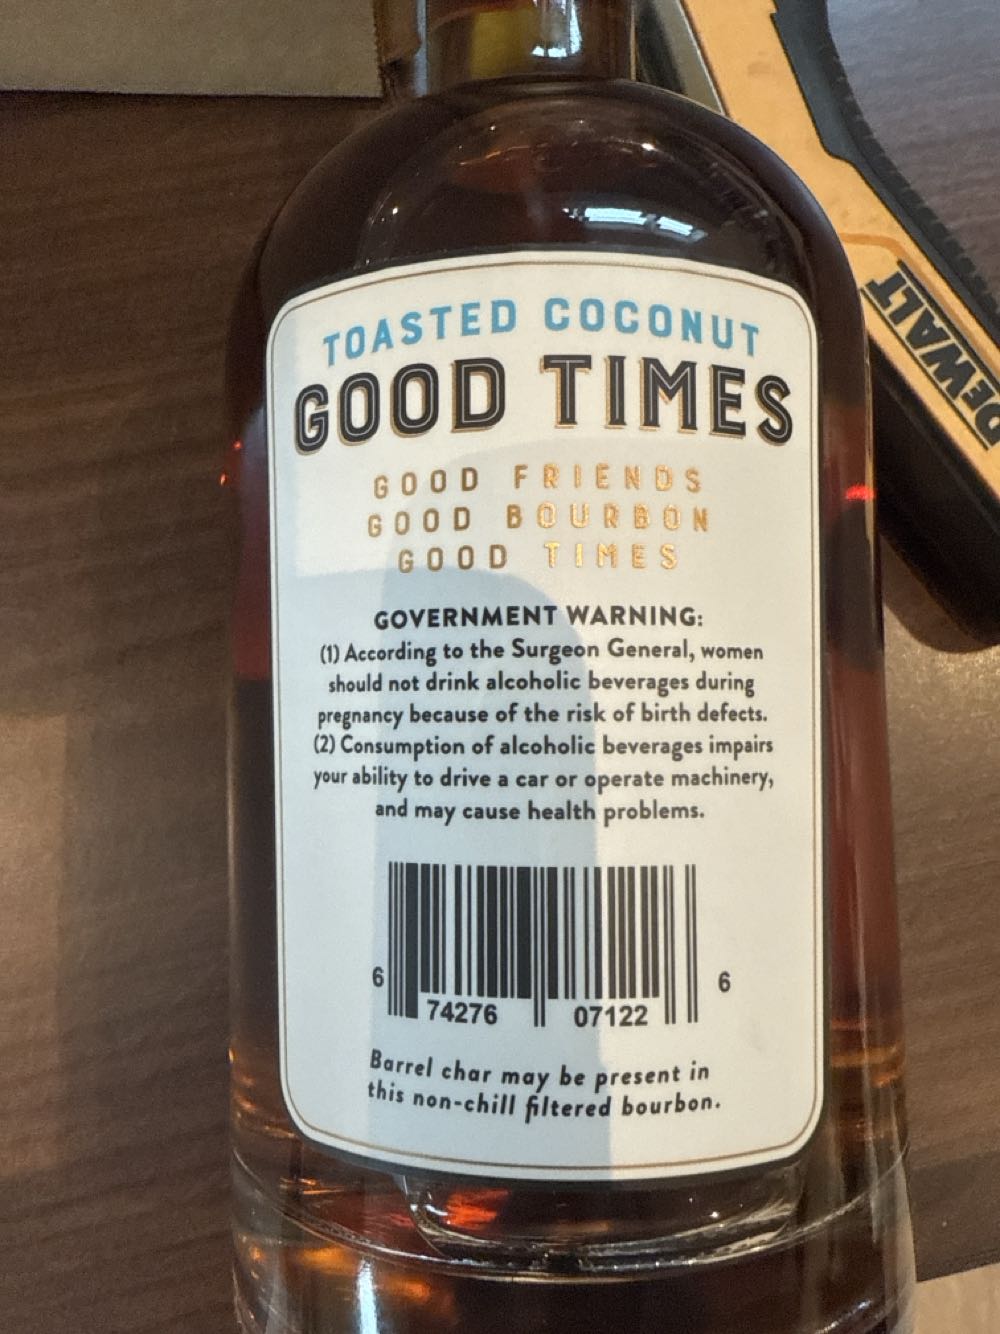 TOASTED COCONUT
GOOD TIMES
GOOD FRIENDS
GOOD BOURBON
GOOD TIMES
GOVERNMENT WARNING:
(1) According to the Surgeon General, women
should not drink alcoholic beverages during
pregnancy because of the risk of birth defects.
(2) Consumption of alcoholic beverages impairs
your ability to drive a car or operate machinery,
and may cause health problems.
6 74276 07122 6
Barrel char may be present in
this non-chill filtered bourbon.
DEWALT